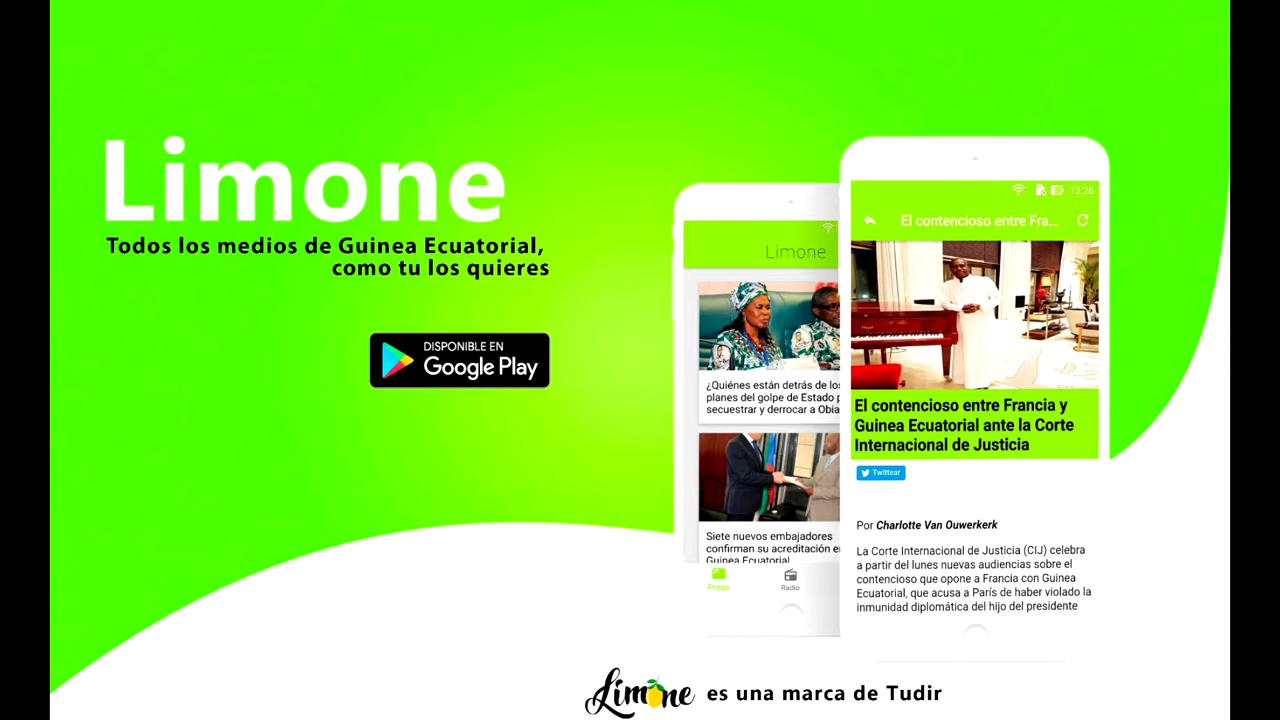 Limone
Todos los medios de Guinea Ecuatorial,
como tu los quieres
DISPONIBLE EN
Google Play
Limone
¿Quiénes están detrás de los
planes del golpe de Estado p
secuestrar y derrocar a Obia
Siete nuevos embajadores
confirman su acreditación e
Guinea Ecuatorial
Press
Radio
12:26
El contencioso entre Fra...
El contencioso entre Francia y
Guinea Ecuatorial ante la Corte
Internacional de Justicia
Twittear
Por Charlotte Van Ouwerkerk
La Corte Internacional de Justicia (CIJ) celebra
a partir del lunes nuevas audiencias sobre el
contencioso que opone a Francia con Guinea
Ecuatorial, que acusa a París de haber violado la
inmunidad diplomática del hijo del presidente
Limone es una marca de Tudir